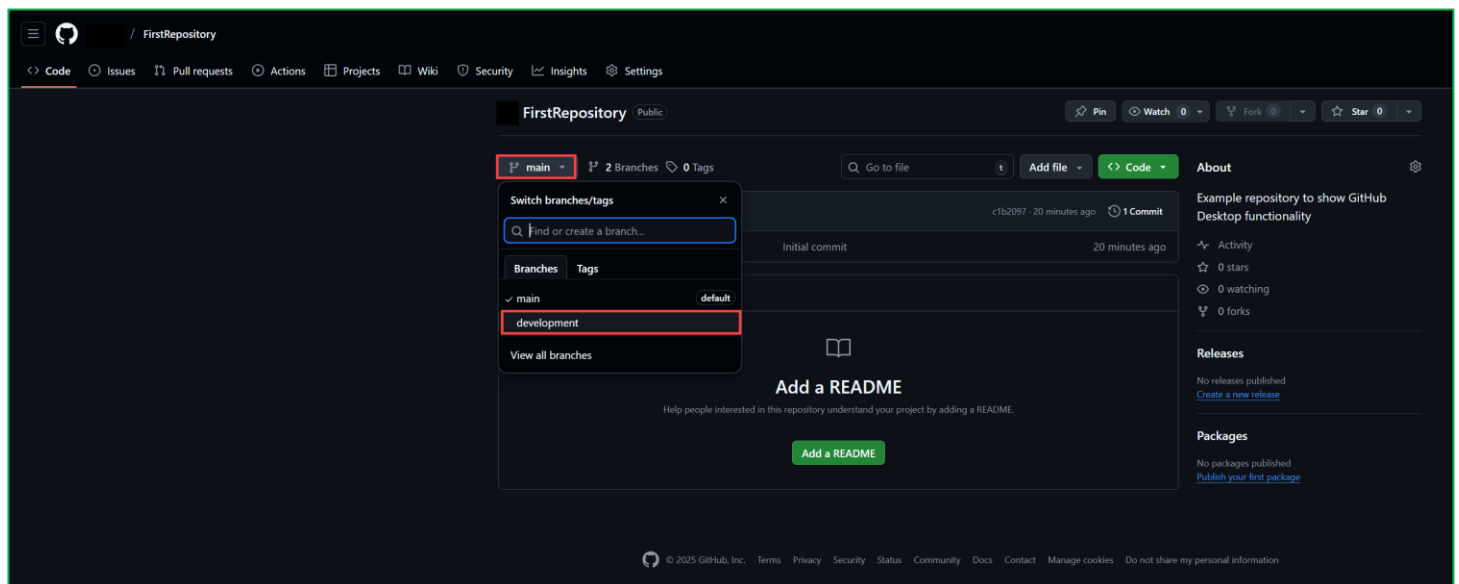 / FirstRepository
Code Issues Pull requests Actions Projects Wiki Security Insights Settings
FirstRepository Public
Pin Watch 0 Fork 0 Star 0
main 2 Branches 0 Tags Go to file t Add file Code
About
Switch branches/tags
Example repository to show GitHub
Desktop functionality
c1b2097 · 20 minutes ago 1 Commit
Find or create a branch...
Initial commit 20 minutes ago
Activity
Branches Tags
0 stars
0 watching
main default
0 forks
development
View all branches
Releases
No releases published
Create a new release
Add a README
Help people interested in this repository understand your project by adding a README.
Packages
Add a README
No packages published
Publish your first package
© 2025 GitHub, Inc. Terms Privacy Security Status Community Docs Contact Manage cookies Do not share my personal information